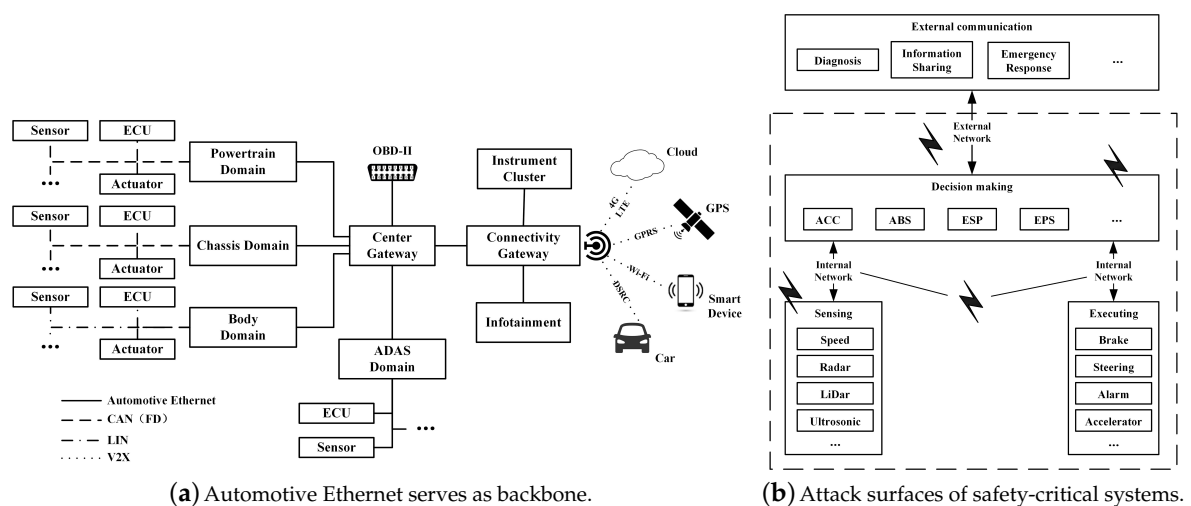 Sensor
ECU
Powertrain
Domain
...
Actuator
Sensor
ECU
Chassis Domain
...
Actuator
Sensor
ECU
Body
Domain
...
Actuator
OBD-II
Center
Gateway
ADAS
Domain
ECU
...
Sensor
Instrument
Cluster
Connectivity
Gateway
Infotainment
4G
LTE
Cloud
GPRS
GPS
Wi-Fi
Smart
Device
DSRC
Car
Automotive Ethernet
CAN（FD）
LIN
V2X
(a) Automotive Ethernet serves as backbone.
External communication
Diagnosis
Information
Sharing
Emergency
Response
...
External
Network
Decision making
ACC
ABS
ESP
EPS
...
Internal
Network
Internal
Network
Sensing
Speed
Radar
LiDar
Ultrosonic
...
Executing
Brake
Steering
Alarm
Accelerator
...
(b) Attack surfaces of safety-critical systems.